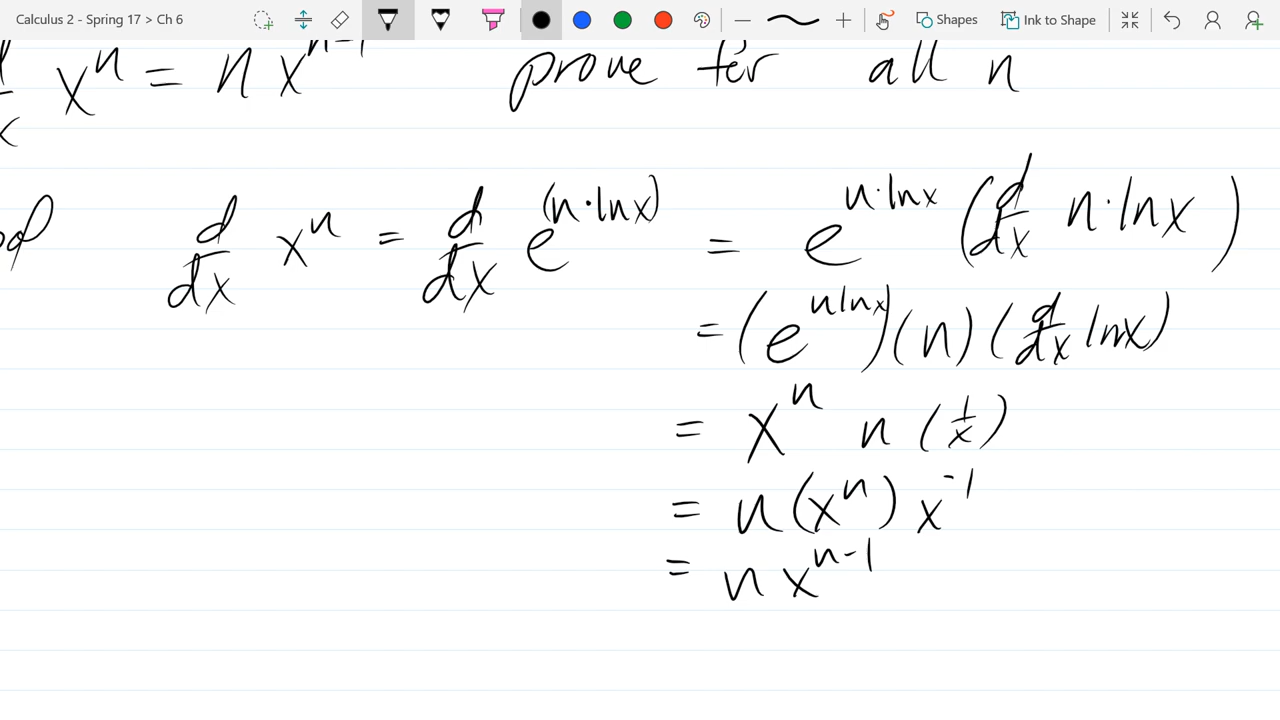 Calculus 2 - Spring 17 > Ch 6 Shapes Ink to Shape
x^n = n x^{n-1} prove for all n
d/dx x^n = d/dx e^{(n·lnx)} = e^{n·lnx} (d/dx n·lnx)
= (e^{n lnx})(n)(d/dx lnx)
= x^n n (1/x)
= n(x^n) x^{-1}
= n x^{n-1}